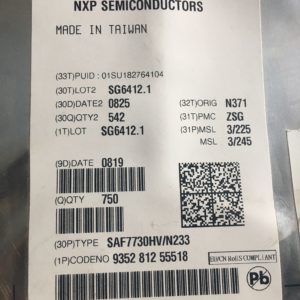 NXP SEMICONDUCTORS
MADE IN TAIWAN
(33T)PUID : 01SU182764104
(30T)LOT2 SG6412.1
(30D)DATE2 0825 (32T)ORIG N371
(30Q)QTY2 542 (31T)PMC ZSG
(1T)LOT SG6412.1 (31P)MSL 3/225
MSL 3/245
(9D)DATE 0819
(Q)QTY 750
(30P)TYPE SAF7730HV/N233
(1P)CODENO 9352 812 55518
EU/CN RoHS COMPLIANT
Pb